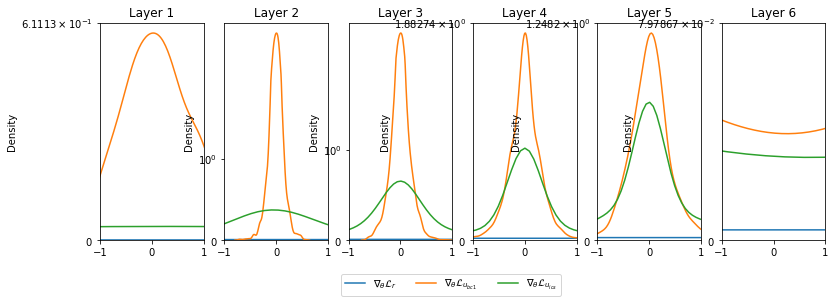 Layer 1 Layer 2 Layer 3 Layer 4 Layer 5 Layer 6
6.1113 × 10⁻¹ 1.88274 × 10⁰ 1.2482 × 10⁰ 7.97867 × 10⁻²
Density Density Density Density Density
10⁰ 10⁰
0 0 0 0 0 0
−1 0 1 −1 0 1 −1 0 1 −1 0 1 −1 0 1 −1 0 1
∇θℒr ∇θℒu_bc1 ∇θℒu_ics